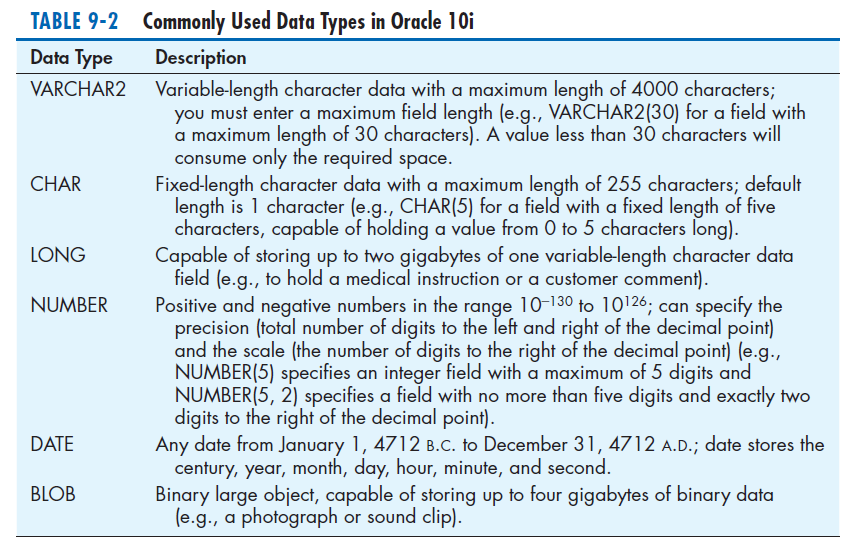 TABLE 9-2 Commonly Used Data Types in Oracle 10i
Data Type Description
VARCHAR2 Variable-length character data with a maximum length of 4000 characters;
you must enter a maximum field length (e.g., VARCHAR2(30) for a field with
a maximum length of 30 characters). A value less than 30 characters will
consume only the required space.
CHAR Fixed-length character data with a maximum length of 255 characters; default
length is 1 character (e.g., CHAR(5) for a field with a fixed length of five
characters, capable of holding a value from 0 to 5 characters long).
LONG Capable of storing up to two gigabytes of one variable-length character data
field (e.g., to hold a medical instruction or a customer comment).
NUMBER Positive and negative numbers in the range 10⁻¹³⁰ to 10¹²⁶; can specify the
precision (total number of digits to the left and right of the decimal point)
and the scale (the number of digits to the right of the decimal point) (e.g.,
NUMBER(5) specifies an integer field with a maximum of 5 digits and
NUMBER(5, 2) specifies a field with no more than five digits and exactly two
digits to the right of the decimal point).
DATE Any date from January 1, 4712 B.C. to December 31, 4712 A.D.; date stores the
century, year, month, day, hour, minute, and second.
BLOB Binary large object, capable of storing up to four gigabytes of binary data
(e.g., a photograph or sound clip).